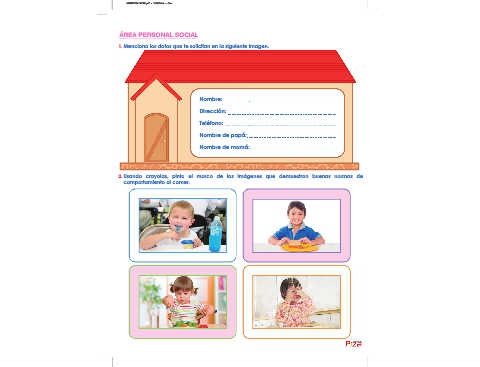 ÁREA PERSONAL SOCIAL
1. Menciona los datos que te solicitan en la siguiente imagen.
Nombre:
Dirección:
Teléfono:
Nombre de papá:
Nombre de mamá:
2. Usando crayolas, pinta el marco de las imágenes que demuestran buenas normas de
comportamiento al comer.